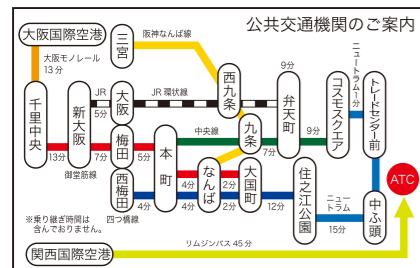 公共交通機関のご案内
大阪国際空港
大阪モノレール
13分
三宮
阪神なんば線
千里中央
新大阪
大阪
梅田
西梅田
JR
5分
JR 環状線
西九条
九条
9分
弁天町
コスモスクエア
ニュートラム1分
トレードセンター前
中央線
7分
9分
13分
御堂筋線
7分
5分
本町
4分
なんば
2分
大国町
四つ橋線
4分
4分
2分
12分
住之江公園
ニュートラム
15分
中ふ頭
ATC
※乗り継ぎ時間は
含んでおりません。
関西国際空港
リムジンバス 45分